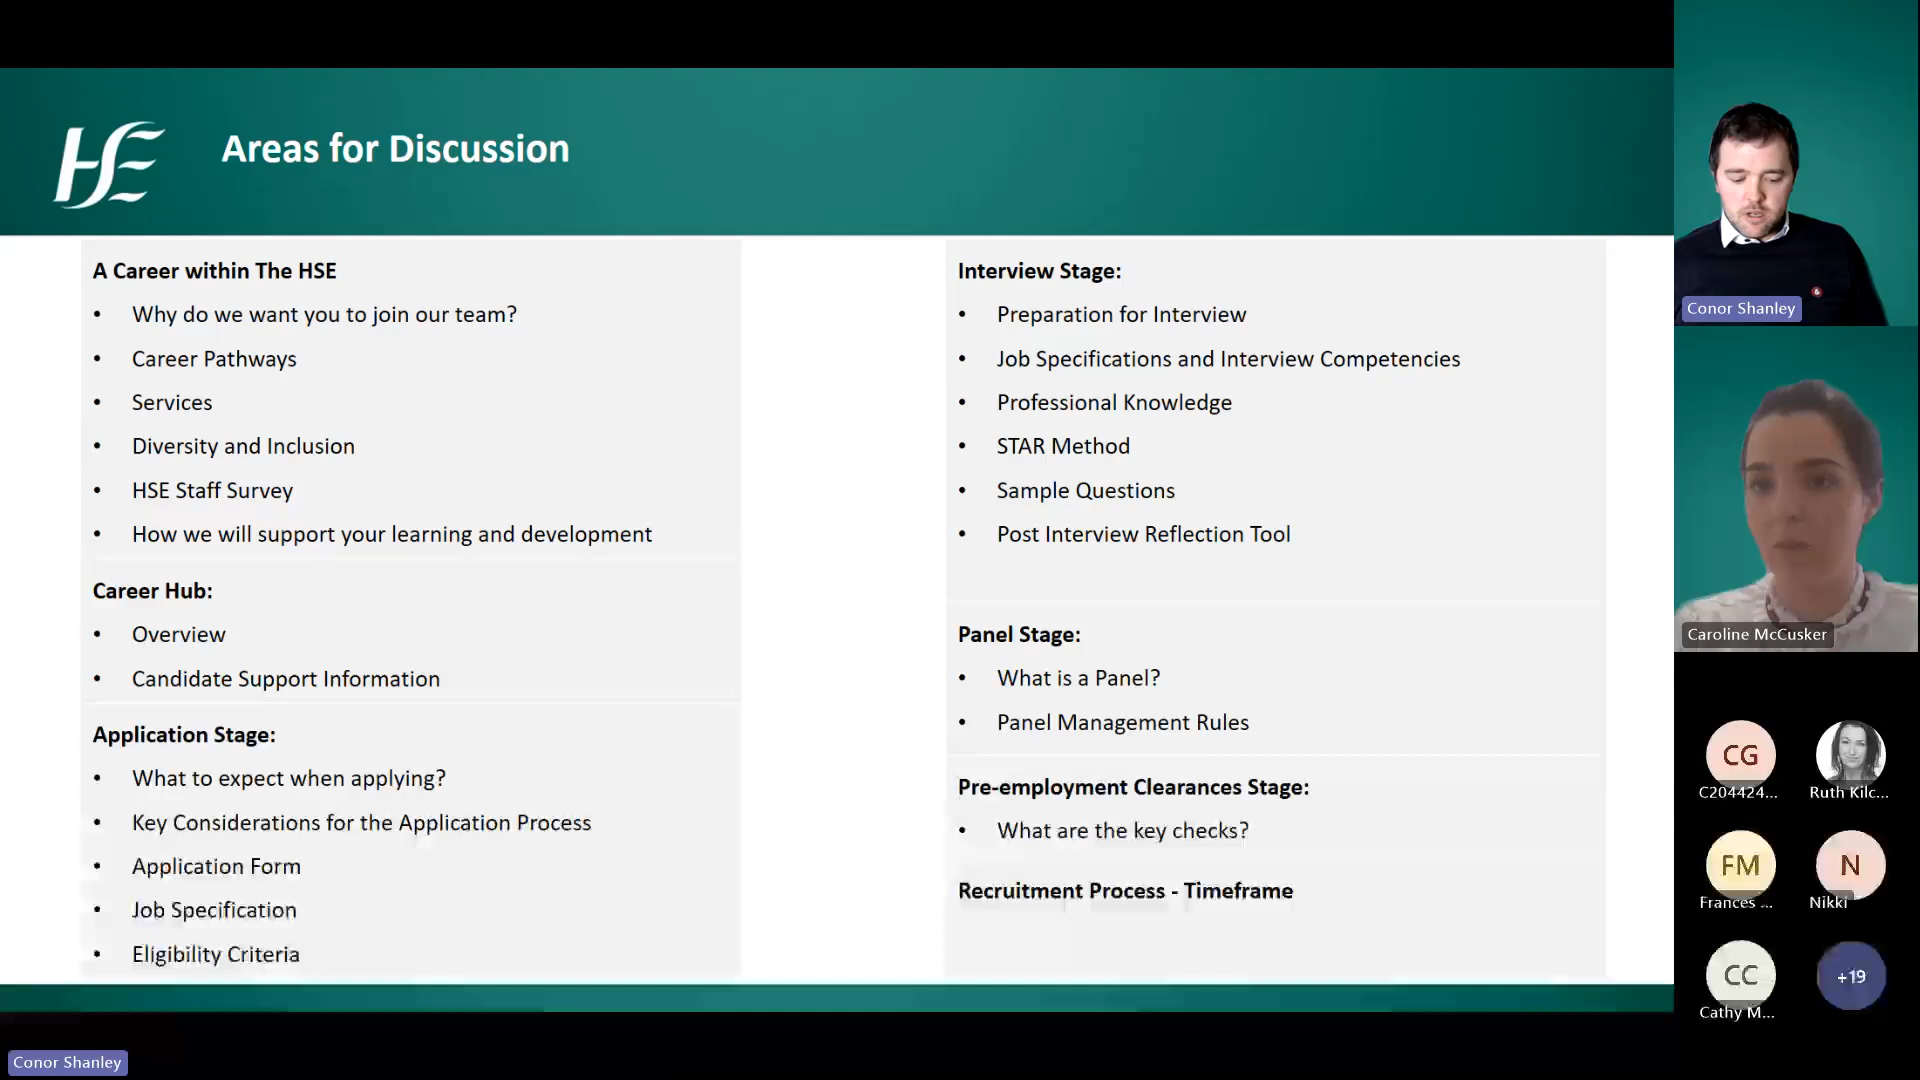 HSE
Areas for Discussion
A Career within The HSE
• Why do we want you to join our team?
• Career Pathways
• Services
• Diversity and Inclusion
• HSE Staff Survey
• How we will support your learning and development
Career Hub:
• Overview
• Candidate Support Information
Application Stage:
• What to expect when applying?
• Key Considerations for the Application Process
• Application Form
• Job Specification
• Eligibility Criteria
Interview Stage:
• Preparation for Interview
• Job Specifications and Interview Competencies
• Professional Knowledge
• STAR Method
• Sample Questions
• Post Interview Reflection Tool
Panel Stage:
• What is a Panel?
• Panel Management Rules
Pre-employment Clearances Stage:
• What are the key checks?
Recruitment Process - Timeframe
Conor Shanley
Caroline McCusker
CG
C204424...
Ruth Kilc...
FM
Frances ...
N
Nikki
CC
Cathy M...
+19
Conor Shanley